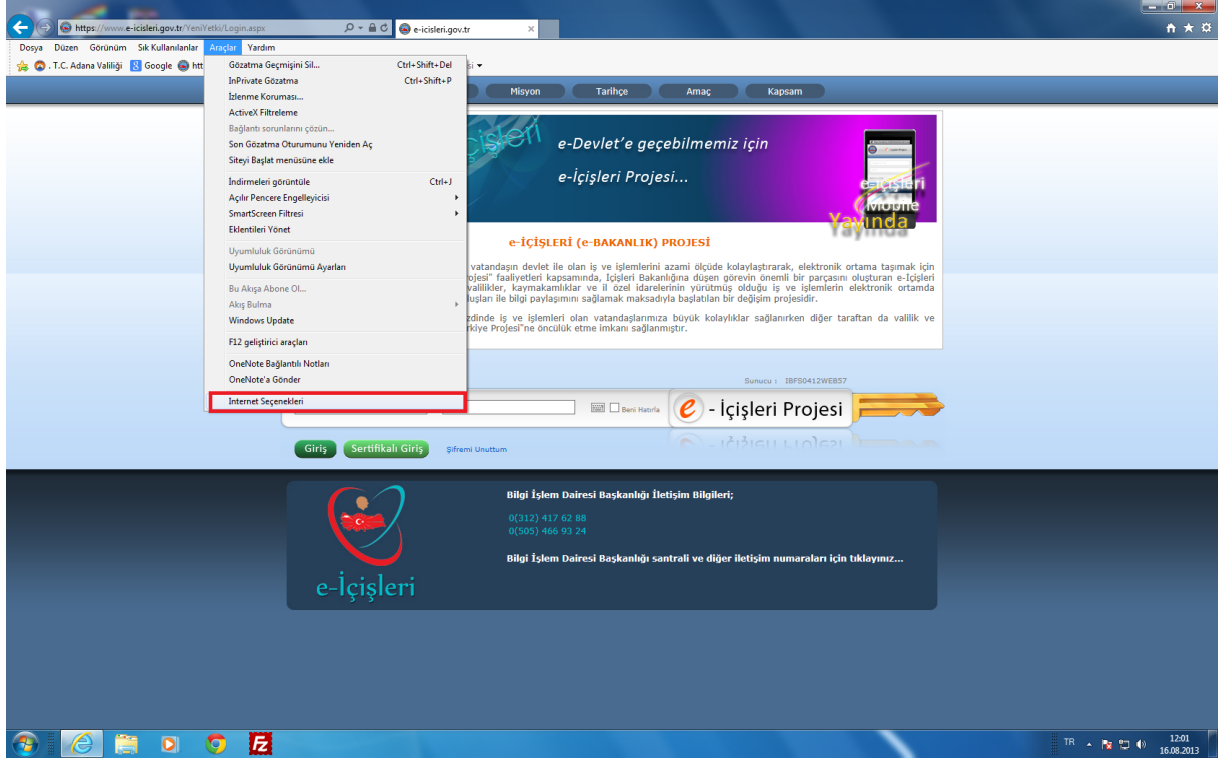 https://www.e-icisleri.gov.tr/YeniYetki/Login.aspx
e-icisleri.gov.tr
Dosya Düzen Görünüm Sık Kullanılanlar Araçlar Yardım
. T.C. Adana Valiliği Google htt
si
Gözatma Geçmişini Sil... Ctrl+Shift+Del
InPrivate Gözatma Ctrl+Shift+P
İzlenme Koruması...
ActiveX Filtreleme
Bağlantı sorunlarını çözün...
Son Gözatma Oturumunu Yeniden Aç
Siteyi Başlat menüsüne ekle
İndirmeleri görüntüle Ctrl+J
Açılır Pencere Engelleyicisi
SmartScreen Filtresi
Eklentileri Yönet
Uyumluluk Görünümü
Uyumluluk Görünümü Ayarları
Bu Akışa Abone Ol...
Akış Bulma
Windows Update
F12 geliştirici araçları
OneNote Bağlantılı Notları
OneNote'a Gönder
Internet Seçenekleri
Misyon Tarihçe Amaç Kapsam
çişleri
e-Devlet'e geçebilmemiz için
e-İçişleri Projesi...
e-içişleri
Mobile
Yayında
e-İÇİŞLERİ (e-BAKANLIK) PROJESİ
vatandaşın devlet ile olan iş ve işlemlerini azami ölçüde kolaylaştırarak, elektronik ortama taşımak için
ojesi" faaliyetleri kapsamında, İçişleri Bakanlığına düşen görevin önemli bir parçasını oluşturan e-İçişleri
valilikler, kaymakamlıklar ve il özel idarelerinin yürütmüş olduğu iş ve işlemlerin elektronik ortamda
luşları ile bilgi paylaşımını sağlamak maksadıyla başlatılan bir değişim projesidir.
zdinde iş ve işlemleri olan vatandaşlarımıza büyük kolaylıklar sağlanırken diğer taraftan da valilik ve
rkiye Projesi"ne öncülük etme imkanı sağlanmıştır.
Sunucu : IBFS0412WEB57
Beni Hatırla
e - İçişleri Projesi
Giriş Sertifikalı Giriş Şifremi Unuttum
e-İçişleri
Bilgi İşlem Dairesi Başkanlığı İletişim Bilgileri;
0(312) 417 62 88
0(505) 466 93 24
Bilgi İşlem Dairesi Başkanlığı santrali ve diğer iletişim numaraları için tıklayınız...
TR
12:01
16.08.2013